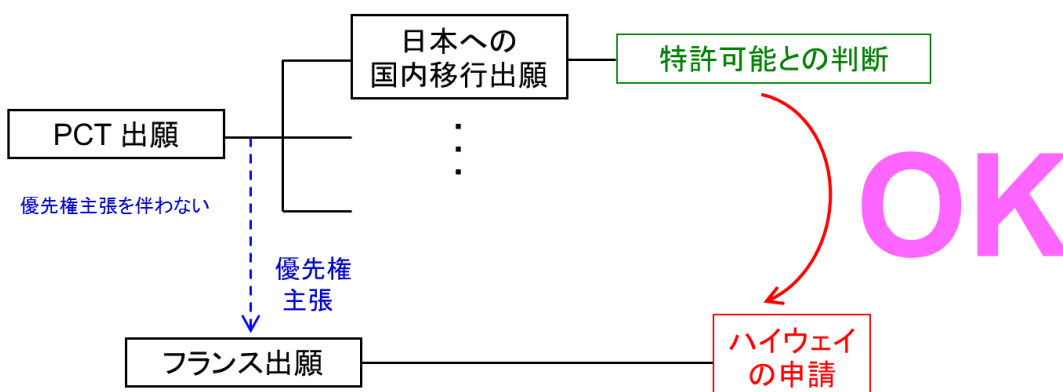 日本への
国内移行出願
特許可能との判断
PCT 出願
優先権主張を伴わない
OK
優先権
主張
フランス出願
ハイウェイ
の申請